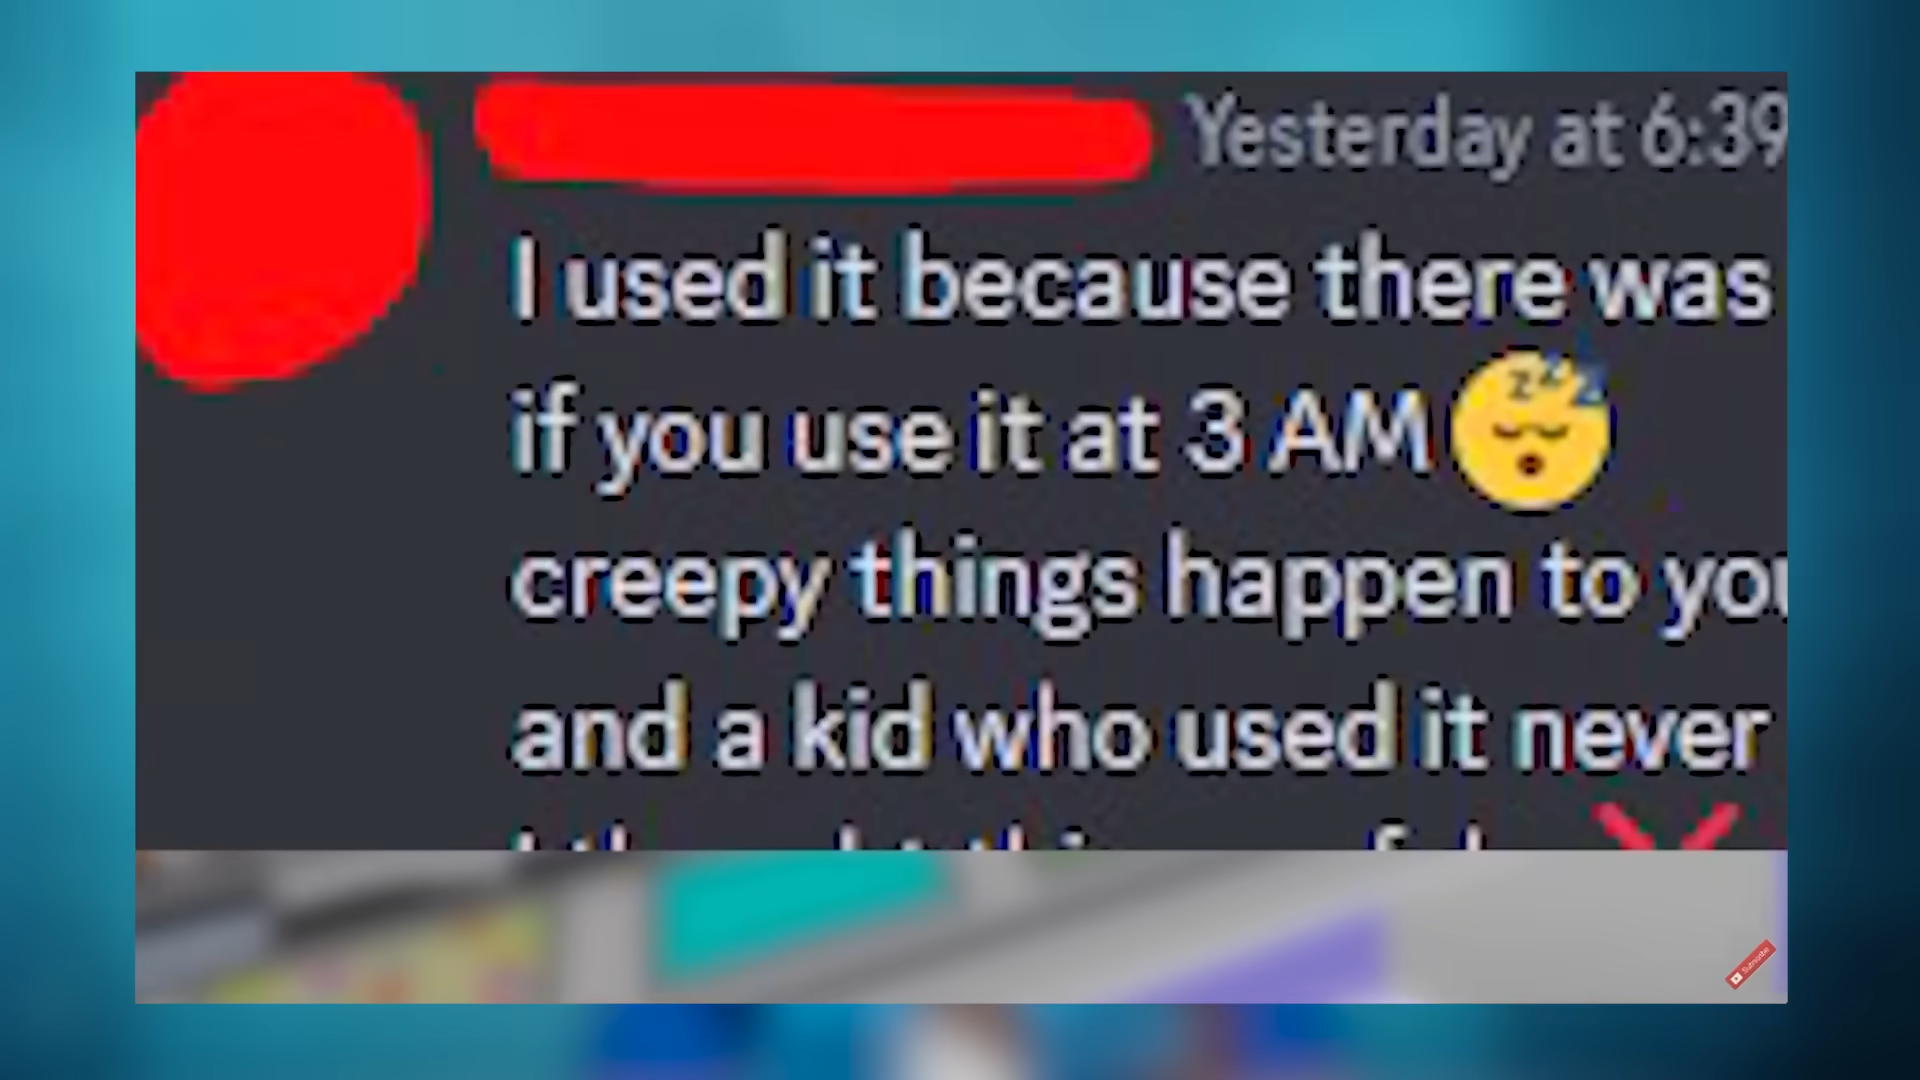 Yesterday at 6:39
I used it because there was
if you use it at 3 AM
creepy things happen to you
and a kid who used it never
Subscribe